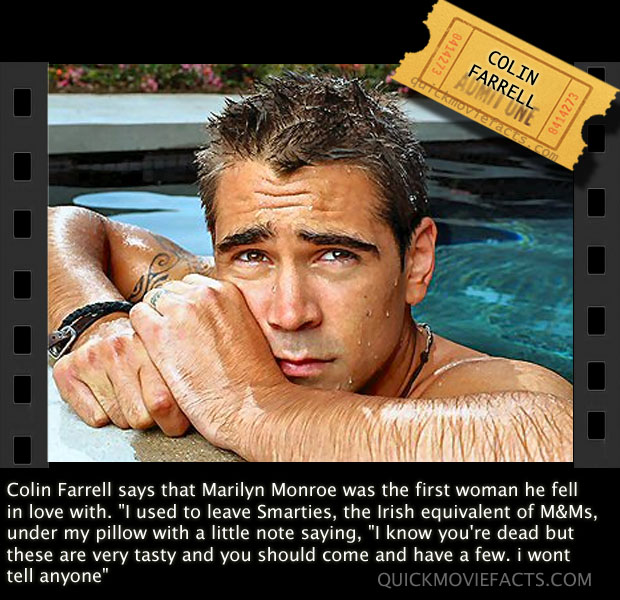 COLIN
FARRELL
ADMIT ONE
0414273
0414273
quickmoviefacts.com
Colin Farrell says that Marilyn Monroe was the first woman he fell
in love with. "I used to leave Smarties, the Irish equivalent of M&Ms,
under my pillow with a little note saying, "I know you're dead but
these are very tasty and you should come and have a few. i wont
tell anyone"
QUICKMOVIEFACTS.COM